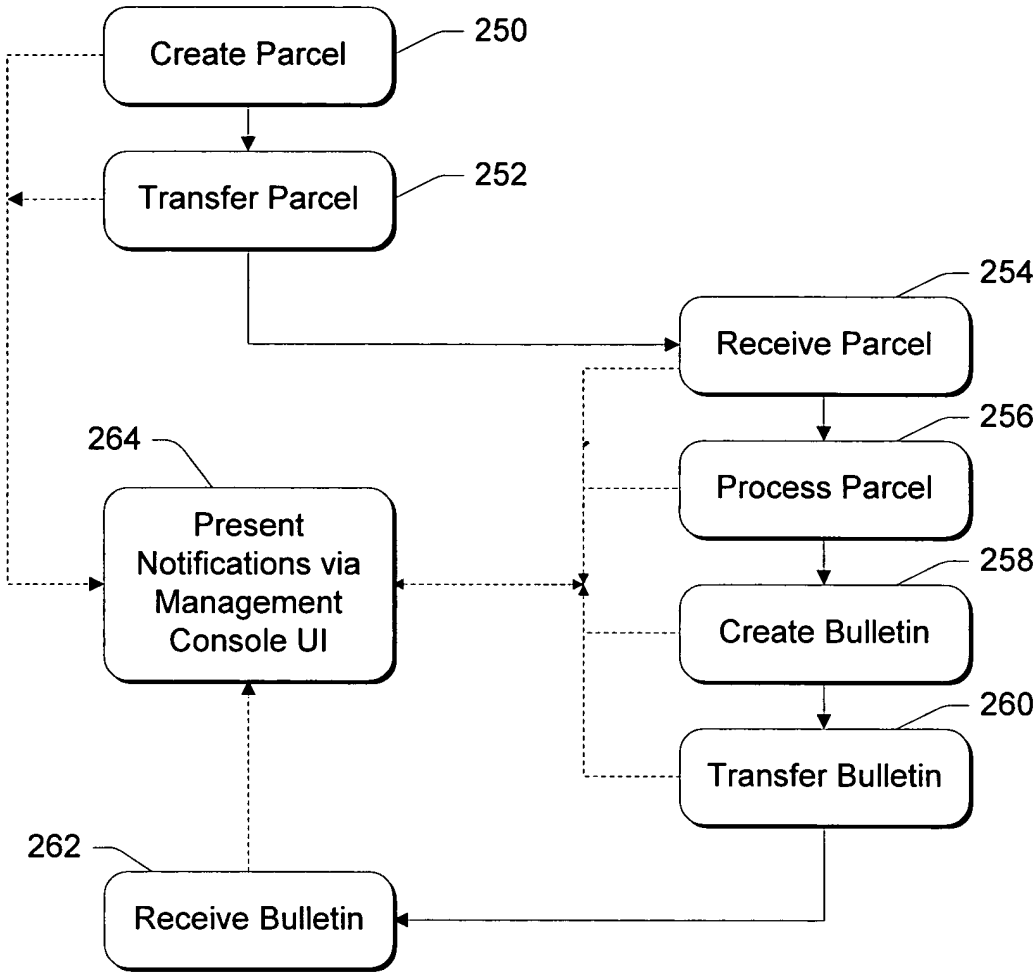 Create Parcel
250
Transfer Parcel
252
254
Receive Parcel
256
Process Parcel
264
Present
Notifications via
Management
Console UI
258
Create Bulletin
260
Transfer Bulletin
262
Receive Bulletin